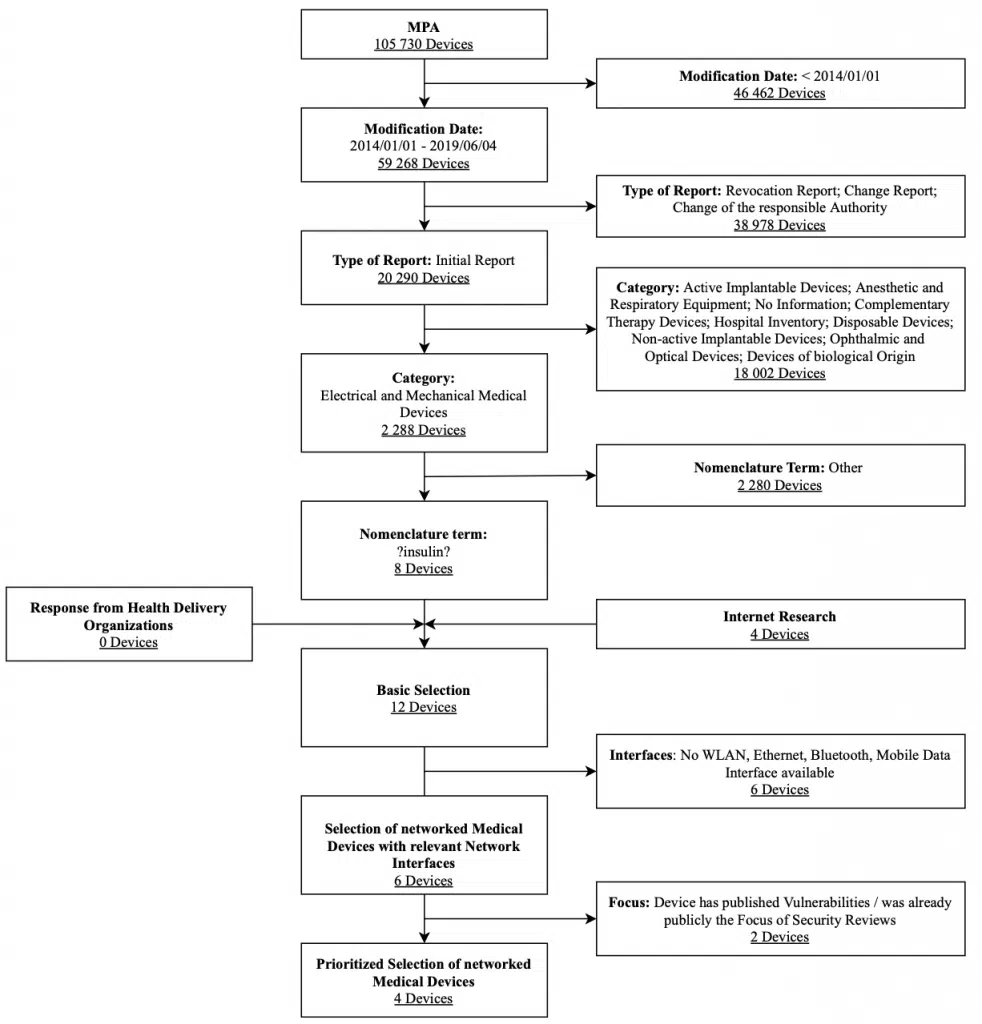 MPA
105 730 Devices
Modification Date: < 2014/01/01
46 462 Devices
Modification Date:
2014/01/01 - 2019/06/04
59 268 Devices
Type of Report: Revocation Report; Change Report;
Change of the responsible Authority
38 978 Devices
Type of Report: Initial Report
20 290 Devices
Category: Active Implantable Devices; Anesthetic and
Respiratory Equipment; No Information; Complementary
Therapy Devices; Hospital Inventory; Disposable Devices;
Non-active Implantable Devices; Ophthalmic and
Optical Devices; Devices of biological Origin
18 002 Devices
Category:
Electrical and Mechanical Medical
Devices
2 288 Devices
Nomenclature Term: Other
2 280 Devices
Nomenclature term:
?insulin?
8 Devices
Response from Health Delivery
Organizations
0 Devices
Internet Research
4 Devices
Basic Selection
12 Devices
Interfaces: No WLAN, Ethernet, Bluetooth, Mobile Data
Interface available
6 Devices
Selection of networked Medical
Devices with relevant Network
Interfaces
6 Devices
Focus: Device has published Vulnerabilities / was already
publicly the Focus of Security Reviews
2 Devices
Prioritized Selection of networked
Medical Devices
4 Devices